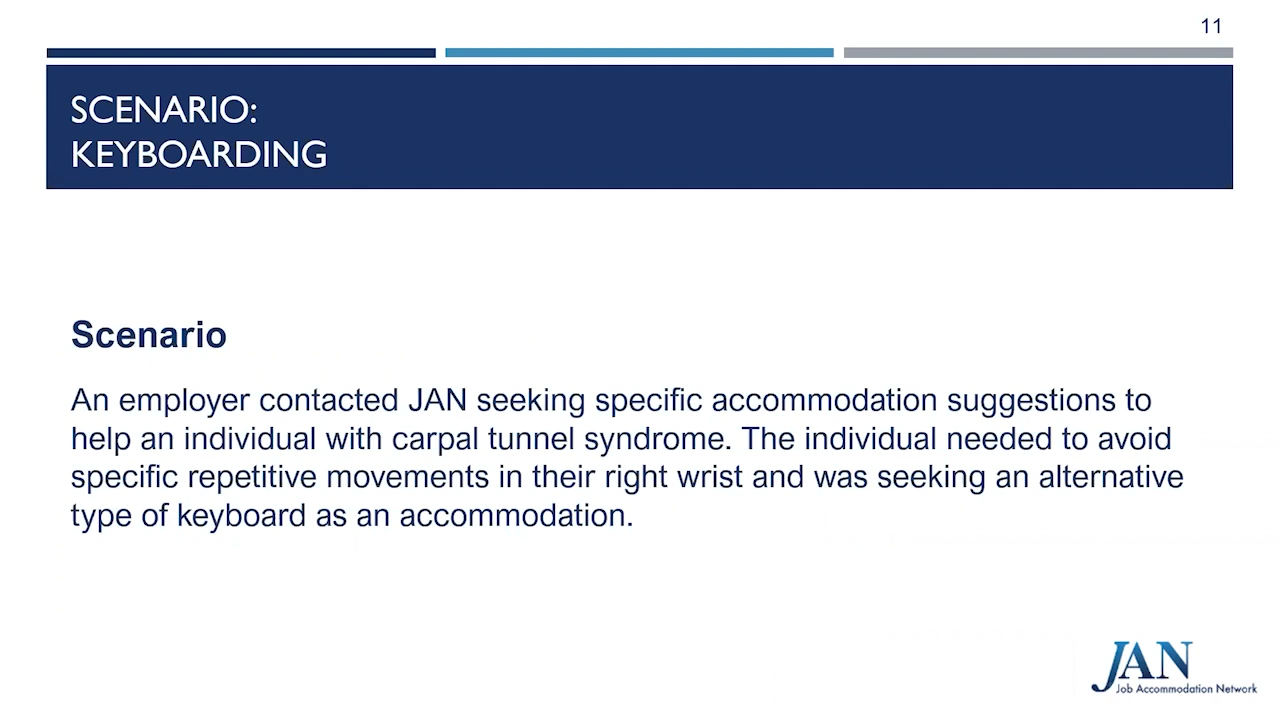 11
SCENARIO:
KEYBOARDING
Scenario
An employer contacted JAN seeking specific accommodation suggestions to
help an individual with carpal tunnel syndrome. The individual needed to avoid
specific repetitive movements in their right wrist and was seeking an alternative
type of keyboard as an accommodation.
JAN
Job Accommodation Network